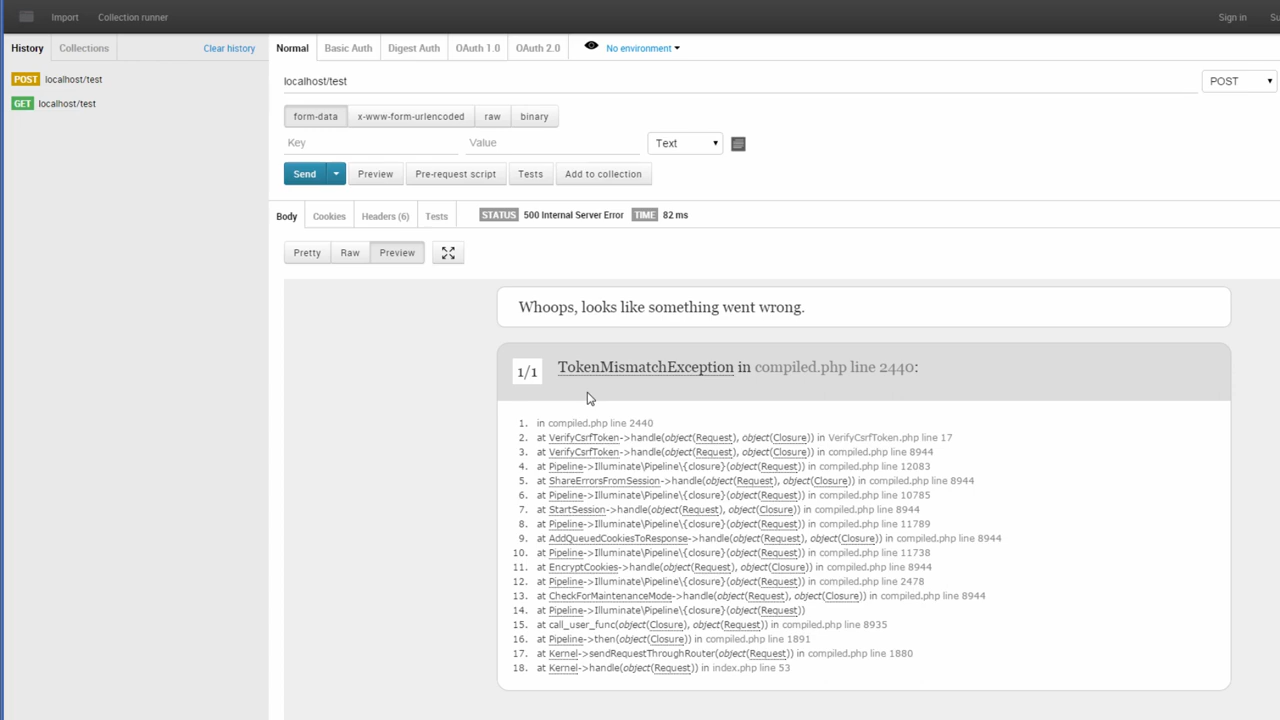 Import Collection runner Sign in
History Collections Clear history Normal Basic Auth Digest Auth OAuth 1.0 OAuth 2.0 No environment
POST localhost/test
GET localhost/test
localhost/test POST
form-data x-www-form-urlencoded raw binary
Key Value Text
Send Preview Pre-request script Tests Add to collection
Body Cookies Headers (6) Tests STATUS 500 Internal Server Error TIME 82 ms
Pretty Raw Preview
Whoops, looks like something went wrong.
1/1 TokenMismatchException in compiled.php line 2440:
1. in compiled.php line 2440
2. at VerifyCsrfToken->handle(object(Request), object(Closure)) in VerifyCsrfToken.php line 17
3. at VerifyCsrfToken->handle(object(Request), object(Closure)) in compiled.php line 8944
4. at Pipeline->Illuminate\Pipeline\{closure}(object(Request)) in compiled.php line 12083
5. at ShareErrorsFromSession->handle(object(Request), object(Closure)) in compiled.php line 8944
6. at Pipeline->Illuminate\Pipeline\{closure}(object(Request)) in compiled.php line 10785
7. at StartSession->handle(object(Request), object(Closure)) in compiled.php line 8944
8. at Pipeline->Illuminate\Pipeline\{closure}(object(Request)) in compiled.php line 11789
9. at AddQueuedCookiesToResponse->handle(object(Request), object(Closure)) in compiled.php line 8944
10. at Pipeline->Illuminate\Pipeline\{closure}(object(Request)) in compiled.php line 11738
11. at EncryptCookies->handle(object(Request), object(Closure)) in compiled.php line 8944
12. at Pipeline->Illuminate\Pipeline\{closure}(object(Request)) in compiled.php line 2478
13. at CheckForMaintenanceMode->handle(object(Request), object(Closure)) in compiled.php line 8944
14. at Pipeline->Illuminate\Pipeline\{closure}(object(Request))
15. at call_user_func(object(Closure), object(Request)) in compiled.php line 8935
16. at Pipeline->then(object(Closure)) in compiled.php line 1891
17. at Kernel->sendRequestThroughRouter(object(Request)) in compiled.php line 1880
18. at Kernel->handle(object(Request)) in index.php line 53